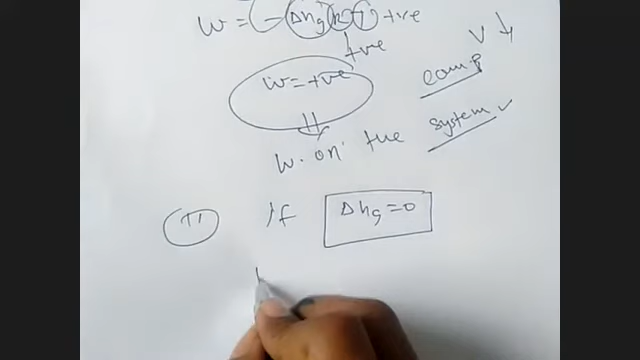 W = (- Δng) RT +ve
+ve
V ↓
W = +ve
comp.
W. on the system ✓
II If Δng = 0